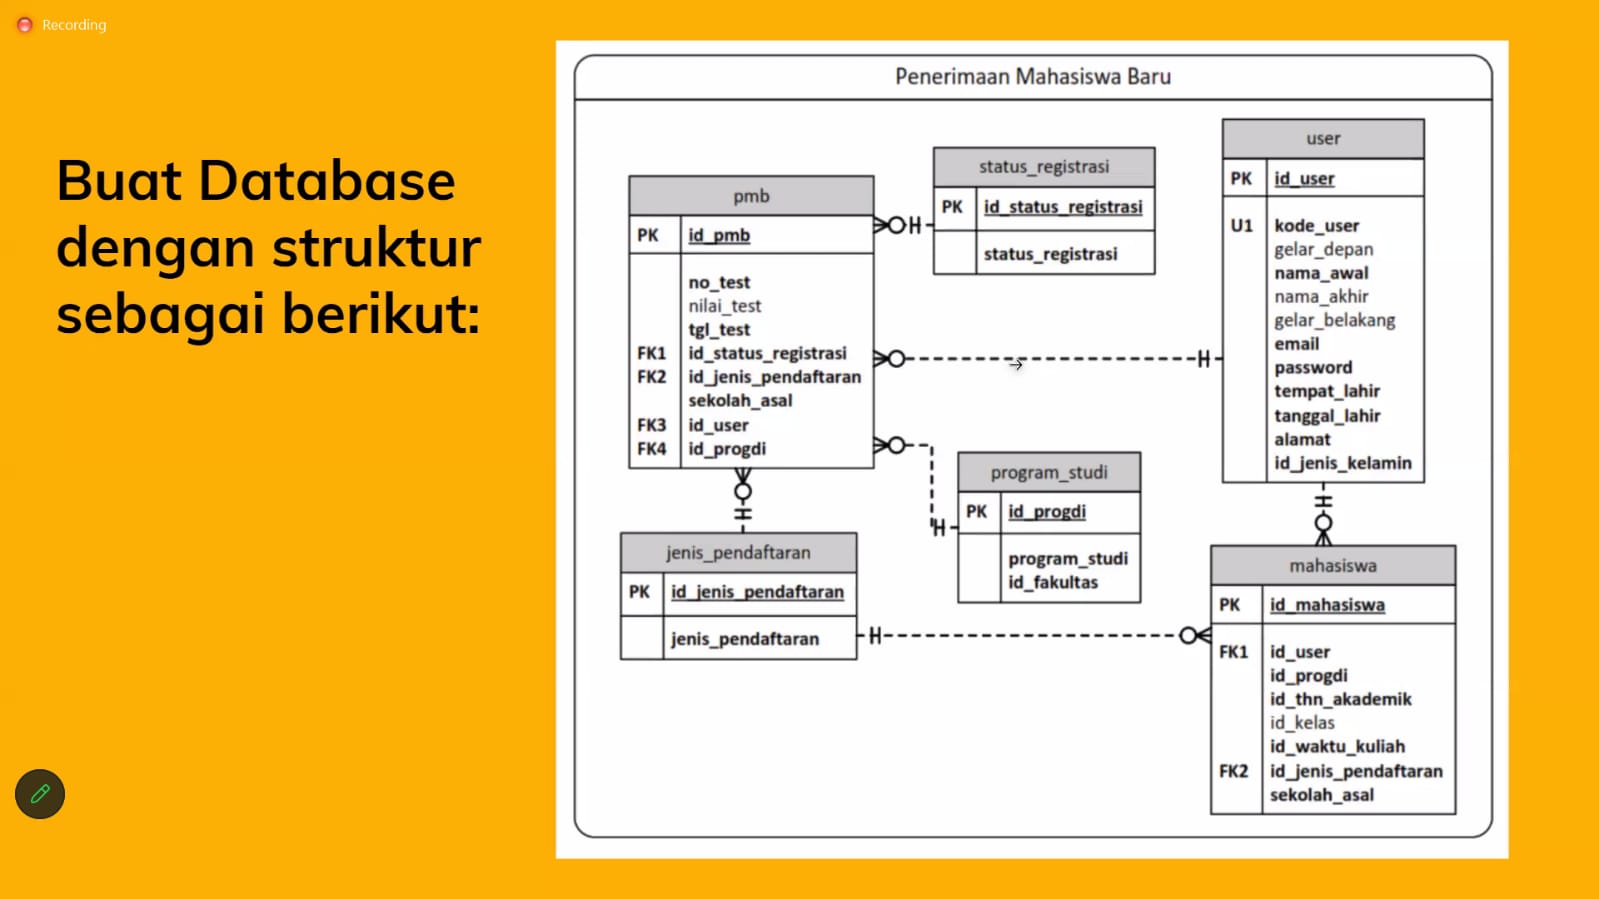 Recording
Buat Database
dengan struktur
sebagai berikut:
Penerimaan Mahasiswa Baru
pmb
PK id_pmb
no_test
nilai_test
tgl_test
FK1 id_status_registrasi
FK2 id_jenis_pendaftaran
sekolah_asal
FK3 id_user
FK4 id_progdi
status_registrasi
PK id_status_registrasi
status_registrasi
user
PK id_user
U1 kode_user
gelar_depan
nama_awal
nama_akhir
gelar_belakang
email
password
tempat_lahir
tanggal_lahir
alamat
id_jenis_kelamin
program_studi
PK id_progdi
program_studi
id_fakultas
jenis_pendaftaran
PK id_jenis_pendaftaran
jenis_pendaftaran
mahasiswa
PK id_mahasiswa
FK1 id_user
id_progdi
id_thn_akademik
id_kelas
id_waktu_kuliah
FK2 id_jenis_pendaftaran
sekolah_asal